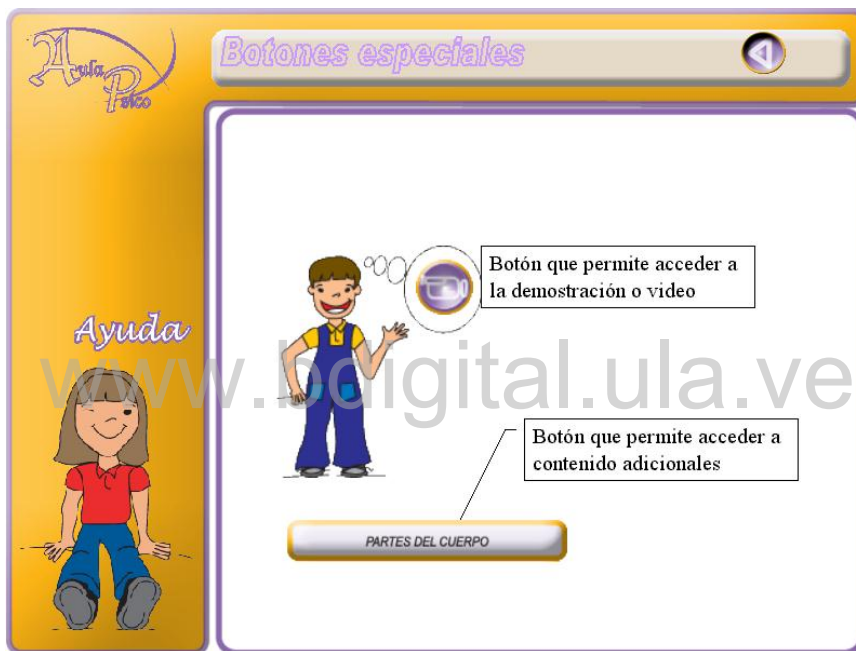 Aula
Psico
Botones especiales
Botón que permite acceder a
la demostración o video
Ayuda
www.bdigital.ula.ve
Botón que permite acceder a
contenido adicionales
PARTES DEL CUERPO